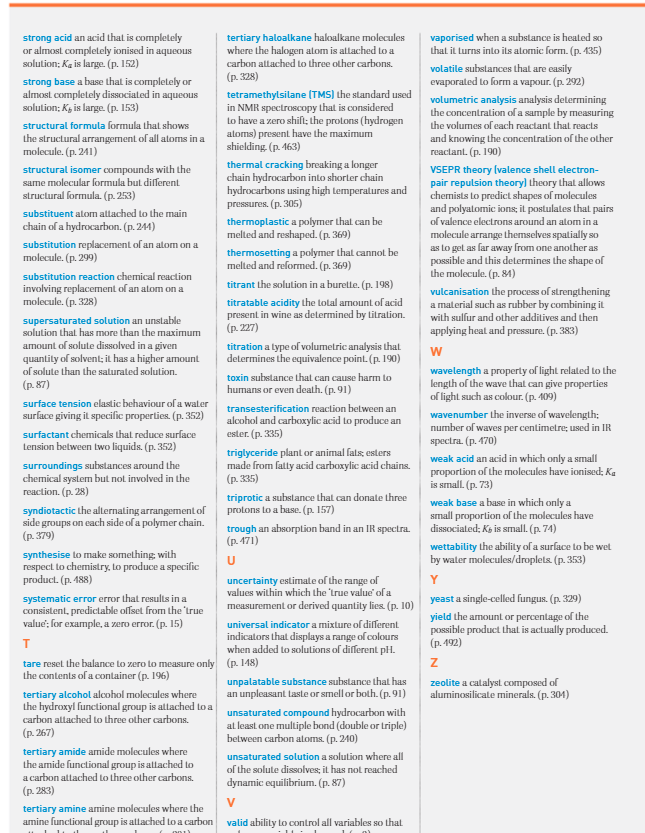 strong acid an acid that is completely
or almost completely ionised in aqueous
solution; Ka is large. (p. 152)
strong base a base that is completely or
almost completely dissociated in aqueous
solution; Kb is large. (p. 153)
structural formula formula that shows
the structural arrangement of all atoms in a
molecule. (p. 241)
structural isomer compounds with the
same molecular formula but different
structural formula. (p. 253)
substituent atom attached to the main
chain of a hydrocarbon. (p. 244)
substitution replacement of an atom on a
molecule. (p. 299)
substitution reaction chemical reaction
involving replacement of an atom on a
molecule. (p. 328)
supersaturated solution an unstable
solution that has more than the maximum
amount of solute dissolved in a given
quantity of solvent; it has a higher amount
of solute than the saturated solution.
(p. 87)
surface tension elastic behaviour of a water
surface giving it specific properties. (p. 352)
surfactant chemicals that reduce surface
tension between two liquids. (p. 352)
surroundings substances around the
chemical system but not involved in the
reaction. (p. 28)
syndiotactic the alternating arrangement of
side groups on each side of a polymer chain.
(p. 379)
synthesise to make something; with
respect to chemistry, to produce a specific
product. (p. 488)
systematic error error that results in a
consistent, predictable offset from the 'true
value'; for example, a zero error. (p. 15)
T
tare reset the balance to zero to measure only
the contents of a container (p. 196)
tertiary alcohol alcohol molecules where
the hydroxyl functional group is attached to a
carbon attached to three other carbons.
(p. 267)
tertiary amide amide molecules where
the amide functional group is attached to
a carbon attached to three other carbons.
(p. 283)
tertiary amine amine molecules where the
amine functional group is attached to a carbon
tertiary haloalkane haloalkane molecules
where the halogen atom is attached to a
carbon attached to three other carbons.
(p. 328)
tetramethylsilane (TMS) the standard used
in NMR spectroscopy that is considered
to have a zero shift; the protons (hydrogen
atoms) present have the maximum
shielding. (p. 463)
thermal cracking breaking a longer
chain hydrocarbon into shorter chain
hydrocarbons using high temperatures and
pressures. (p. 305)
thermoplastic a polymer that can be
melted and reshaped. (p. 369)
thermosetting a polymer that cannot be
melted and reformed. (p. 369)
titrant the solution in a burette. (p. 198)
titratable acidity the total amount of acid
present in wine as determined by titration.
(p. 227)
titration a type of volumetric analysis that
determines the equivalence point. (p. 190)
toxin substance that can cause harm to
humans or even death. (p. 91)
transesterification reaction between an
alcohol and carboxylic acid to produce an
ester. (p. 335)
triglyceride plant or animal fats; esters
made from fatty acid carboxylic acid chains.
(p. 335)
triprotic a substance that can donate three
protons to a base. (p. 157)
trough an absorption band in an IR spectra.
(p. 471)
U
uncertainty estimate of the range of
values within which the 'true value' of a
measurement or derived quantity lies. (p. 10)
universal indicator a mixture of different
indicators that displays a range of colours
when added to solutions of different pH.
(p. 148)
unpalatable substance substance that has
an unpleasant taste or smell or both. (p. 91)
unsaturated compound hydrocarbon with
at least one multiple bond (double or triple)
between carbon atoms. (p. 240)
unsaturated solution a solution where all
of the solute dissolves; it has not reached
dynamic equilibrium. (p. 87)
V
valid ability to control all variables so that
vaporised when a substance is heated so
that it turns into its atomic form. (p. 435)
volatile substances that are easily
evaporated to form a vapour. (p. 292)
volumetric analysis analysis determining
the concentration of a sample by measuring
the volumes of each reactant that reacts
and knowing the concentration of the other
reactant. (p. 190)
VSEPR theory (valence shell electron-
pair repulsion theory) theory that allows
chemists to predict shapes of molecules
and polyatomic ions; it postulates that pairs
of valence electrons around an atom in a
molecule arrange themselves spatially so
as to get as far away from one another as
possible and this determines the shape of
the molecule. (p. 84)
vulcanisation the process of strengthening
a material such as rubber by combining it
with sulfur and other additives and then
applying heat and pressure. (p. 383)
W
wavelength a property of light related to the
length of the wave that can give properties
of light such as colour. (p. 409)
wavenumber the inverse of wavelength;
number of waves per centimetre; used in IR
spectra. (p. 470)
weak acid an acid in which only a small
proportion of the molecules have ionised; Ka
is small. (p. 73)
weak base a base in which only a
small proportion of the molecules have
dissociated; Kb is small. (p. 74)
wettability the ability of a surface to be wet
by water molecules/droplets. (p. 353)
Y
yeast a single-celled fungus. (p. 329)
yield the amount or percentage of the
possible product that is actually produced.
(p. 492)
Z
zeolite a catalyst composed of
aluminosilicate minerals. (p. 304)